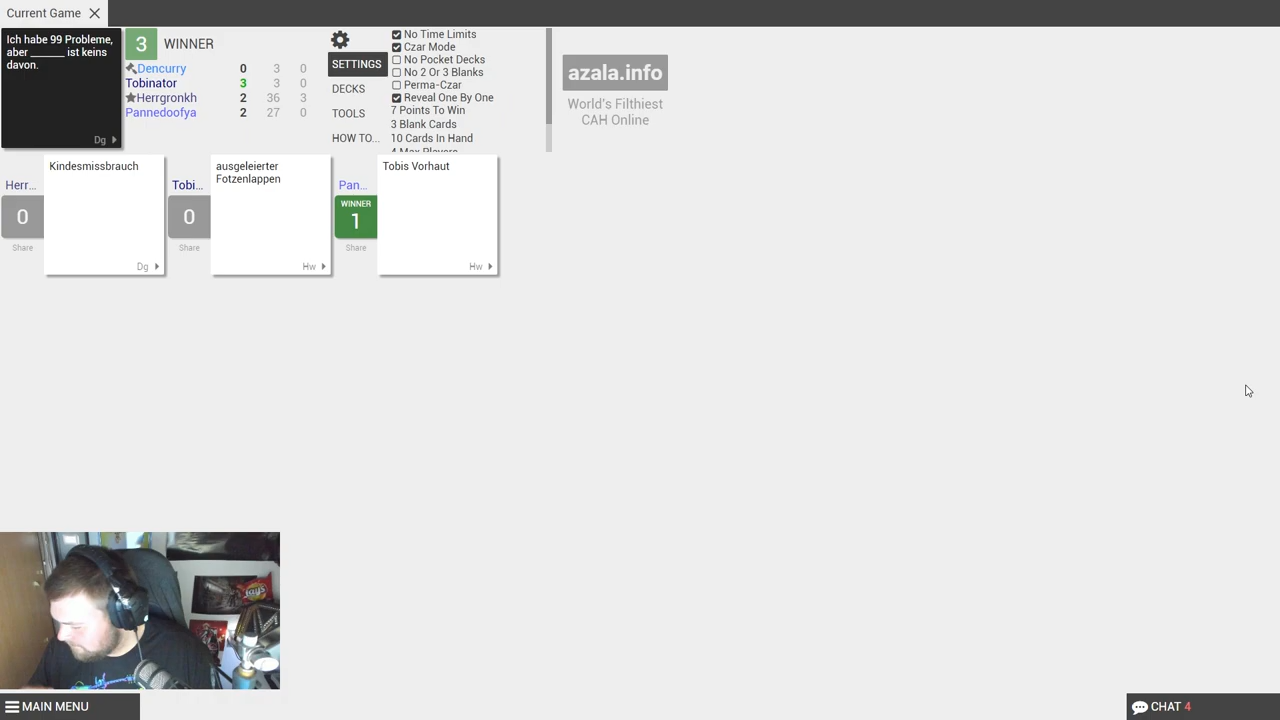 Current Game
Ich habe 99 Probleme,
aber ______ ist keins
davon.
Dg
3 WINNER
Dencurry 0 3 0
Tobinator 3 3 0
Herrgronkh 2 36 3
Pannedoofya 2 27 0
SETTINGS
DECKS
TOOLS
HOW TO...
No Time Limits
Czar Mode
No Pocket Decks
No 2 Or 3 Blanks
Perma-Czar
Reveal One By One
7 Points To Win
3 Blank Cards
10 Cards In Hand
4 Max Players
azala.info
World's Filthiest
CAH Online
Herr...
0
Share
Kindesmissbrauch
Dg
Tobi...
0
Share
ausgeleierter
Fotzenlappen
Hw
Pan...
WINNER
1
Share
Tobis Vorhaut
Hw
lays
MAIN MENU
CHAT 4